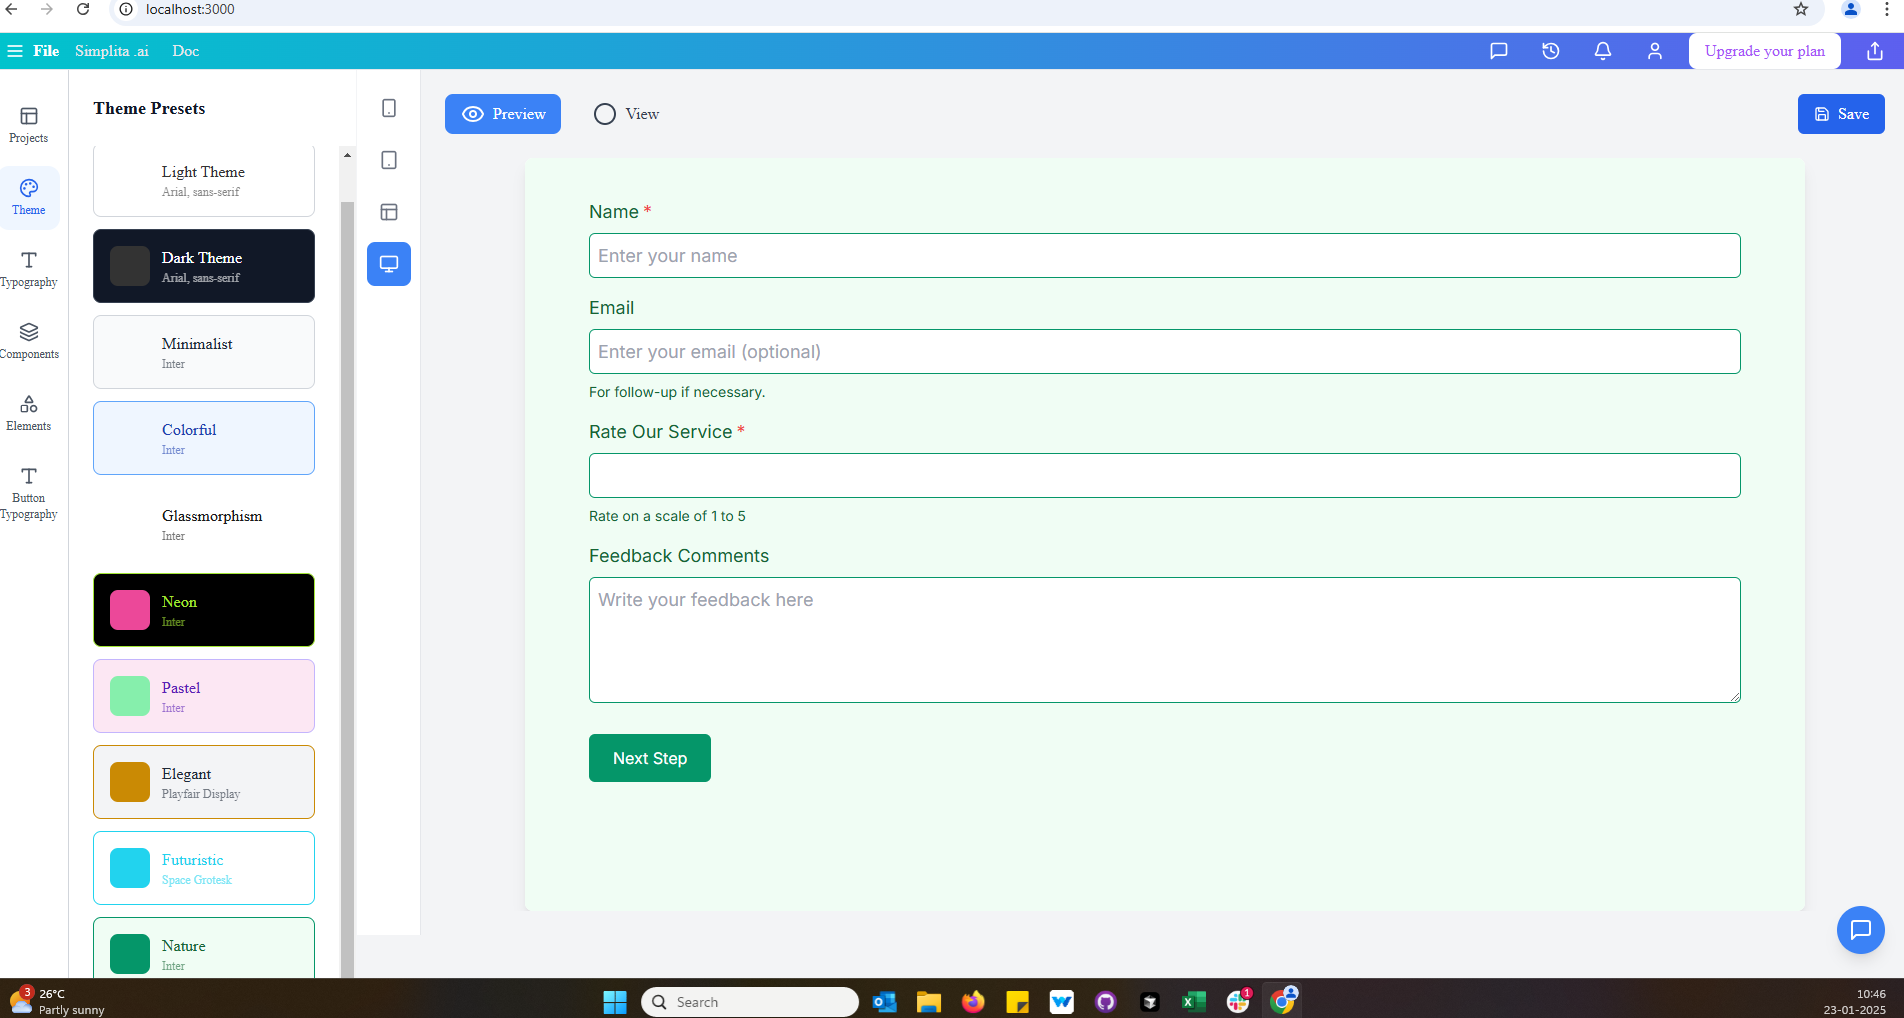 localhost:3000
File Simplita .ai Doc
Upgrade your plan
Projects
Theme
Typography
Components
Elements
Button
Typography
Theme Presets
Light Theme
Arial, sans-serif
Dark Theme
Arial, sans-serif
Minimalist
Inter
Colorful
Inter
Glassmorphism
Inter
Neon
Inter
Pastel
Inter
Elegant
Playfair Display
Futuristic
Space Grotesk
Nature
Inter
Preview View
Save
Name *
Enter your name
Email
Enter your email (optional)
For follow-up if necessary.
Rate Our Service *
Rate on a scale of 1 to 5
Feedback Comments
Write your feedback here
Next Step
3
26°C
Partly sunny
Search
1
10:46
23-01-2025